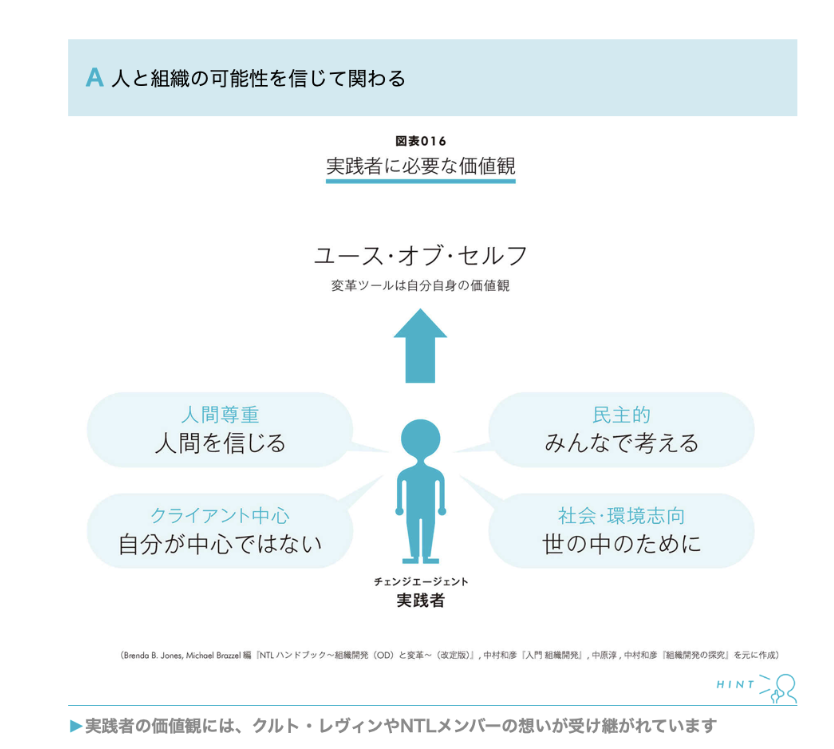 A 人と組織の可能性を信じて関わる
図表016
実践者に必要な価値観
ユース・オブ・セルフ
変革ツールは自分自身の価値観
人間尊重
人間を信じる
民主的
みんなで考える
クライアント中心
自分が中心ではない
社会・環境志向
世の中のために
チェンジエージェント
実践者
(Brenda B. Jones, Michael Brazzel 編『NTLハンドブック〜組織開発(OD)と変革〜(改定版)』, 中村和彦『入門 組織開発』, 中原淳, 中村和彦『組織開発の探究』を元に作成)
HINT
▶実践者の価値観には、クルト・レヴィンやNTLメンバーの想いが受け継がれています